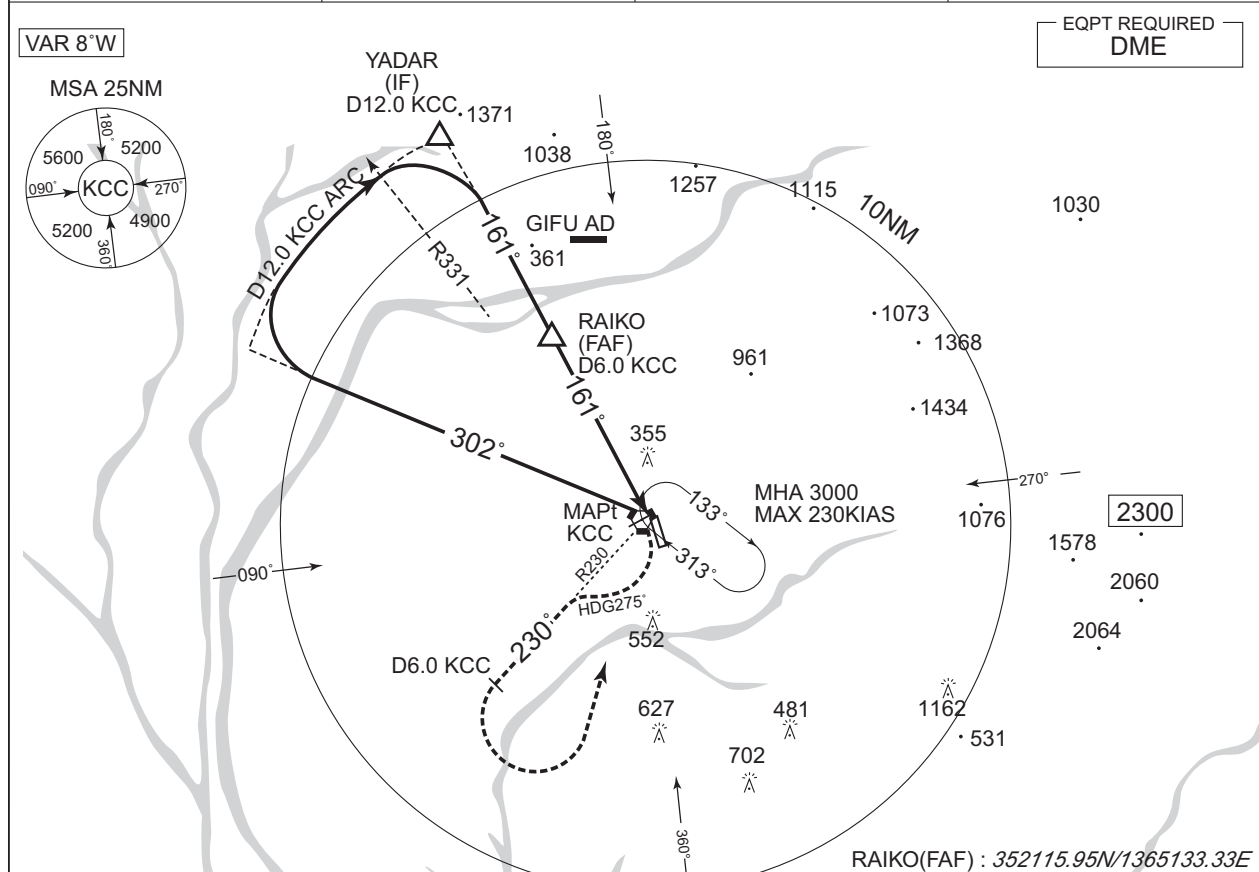 EQPT REQUIRED
DME
VAR 8°W
MSA 25NM
180°
5600
5200
090°
KCC
270°
5200
4900
360°
YADAR
(IF)
D12.0 KCC
1371
1038
180°
1257
1115
10NM
1030
D12.0 KCC ARC
R331
161°
GIFU AD
361
RAIKO
(FAF)
D6.0 KCC
1073
1368
961
161°
1434
302°
355
MHA 3000
MAX 230KIAS
133°
270°
MAPt
KCC
1076
2300
313°
1578
R230
090°
HDG275°
2060
230°
552
2064
D6.0 KCC
627
481
1162
531
702
360°
RAIKO(FAF) : 352115.95N/1365133.33E